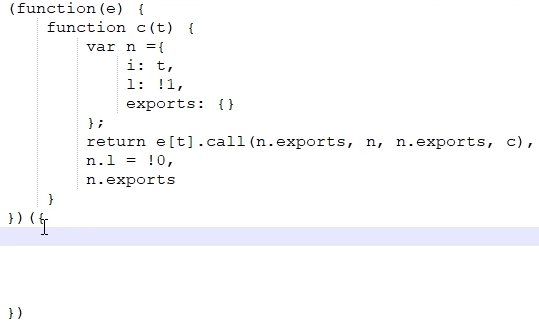 (function(e) {
    function c(t) {
        var n ={
            i: t,
            l: !1,
            exports: {}
        };
        return e[t].call(n.exports, n, n.exports, c),
        n.l = !0,
        n.exports
    }
})({
})